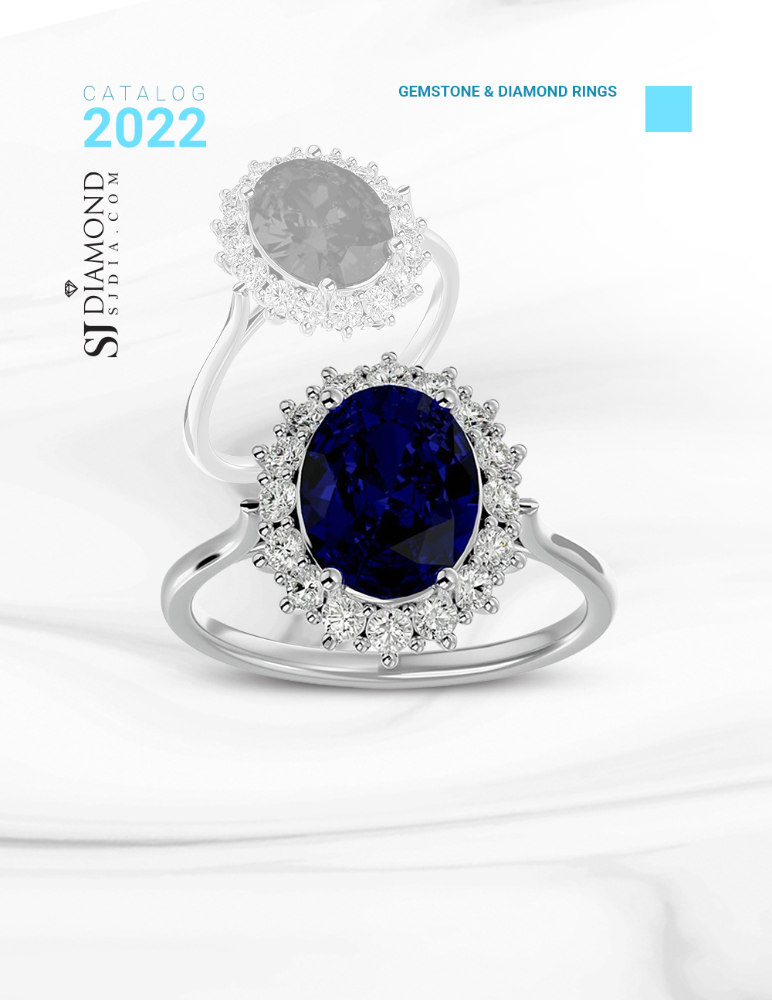 CATALOG
2022
GEMSTONE & DIAMOND RINGS
SJ DIAMOND
SJDIA.COM